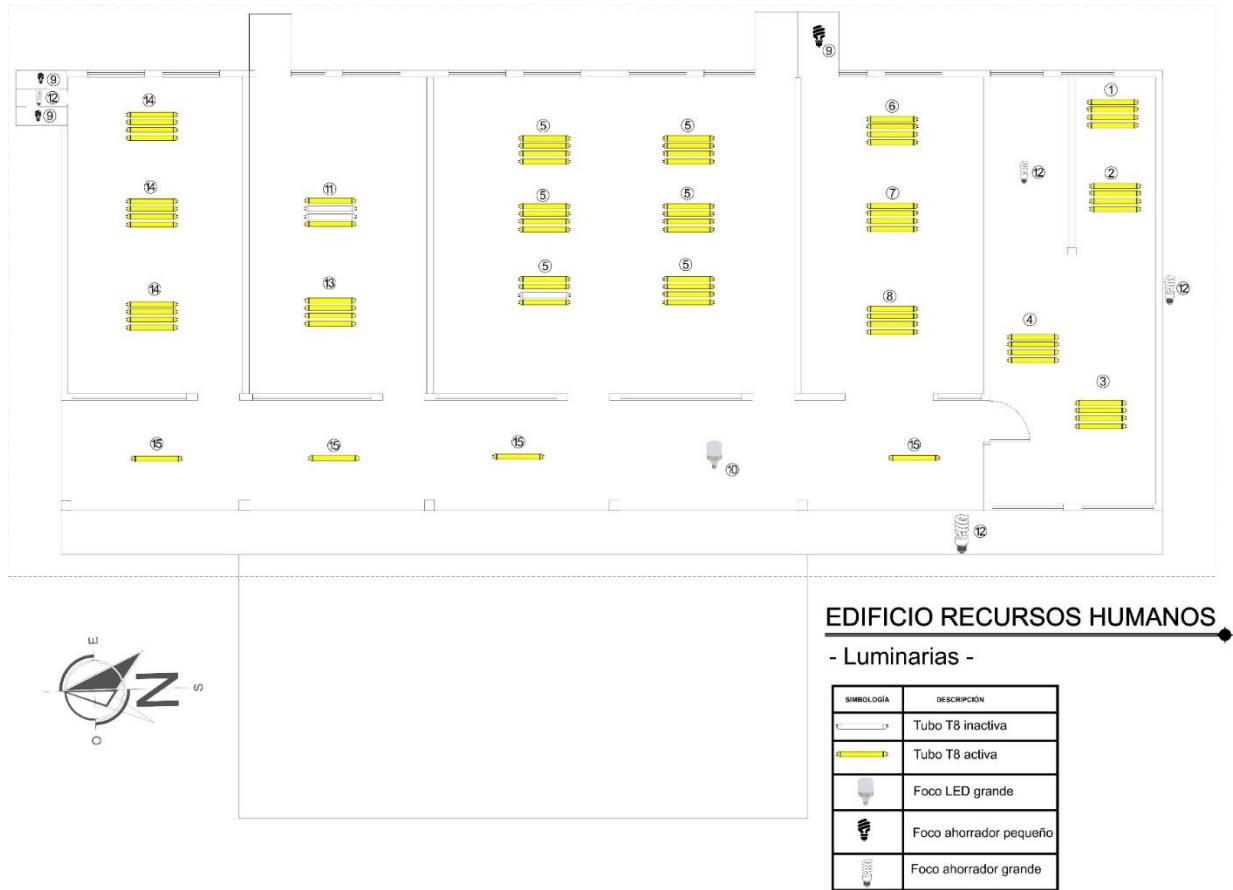 ⑨
①
⑨
⑫
⑭
⑤
⑤
⑥
⑨
⑫
②
⑭
⑪
⑤
⑤
⑦
⑤
⑤
⑫
⑭
⑬
⑧
④
③
⑮
⑮
⑮
⑩
⑮
⑫
EDIFICIO RECURSOS HUMANOS
- Luminarias -
E
N
S
O
SIMBOLOGÍA DESCRIPCIÓN
Tubo T8 inactiva
Tubo T8 activa
Foco LED grande
Foco ahorrador pequeño
Foco ahorrador grande